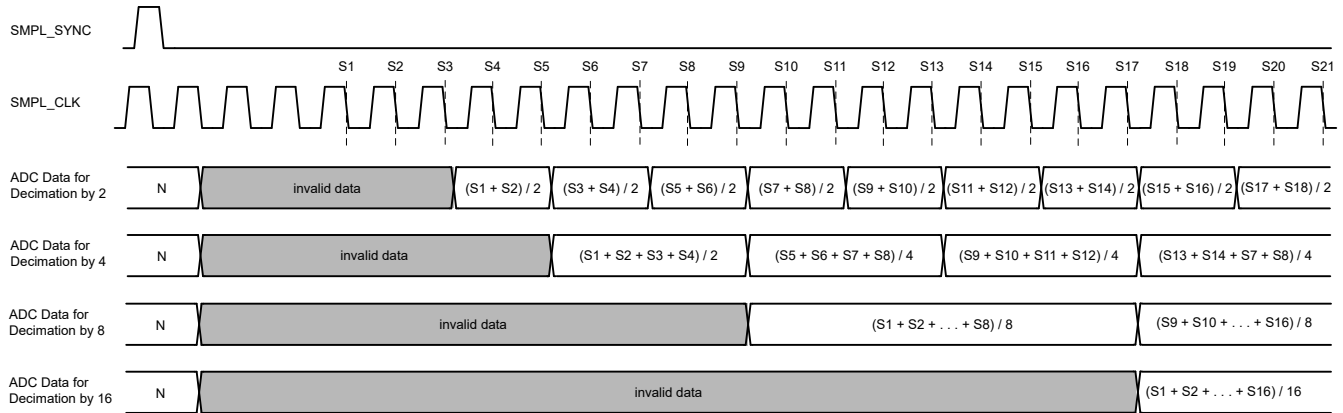 SMPL_SYNC
S1 S2 S3 S4 S5 S6 S7 S8 S9 S10 S11 S12 S13 S14 S15 S16 S17 S18 S19 S20 S21
SMPL_CLK
ADC Data for
Decimation by 2
N invalid data (S1 + S2) / 2 (S3 + S4) / 2 (S5 + S6) / 2 (S7 + S8) / 2 (S9 + S10) / 2 (S11 + S12) / 2 (S13 + S14) / 2 (S15 + S16) / 2 (S17 + S18) / 2
ADC Data for
Decimation by 4
N invalid data (S1 + S2 + S3 + S4) / 2 (S5 + S6 + S7 + S8) / 4 (S9 + S10 + S11 + S12) / 4 (S13 + S14 + S7 + S8) / 4
ADC Data for
Decimation by 8
N invalid data (S1 + S2 + . . . + S8) / 8 (S9 + S10 + . . . + S16) / 8
ADC Data for
Decimation by 16
N invalid data (S1 + S2 + . . . + S16) / 16